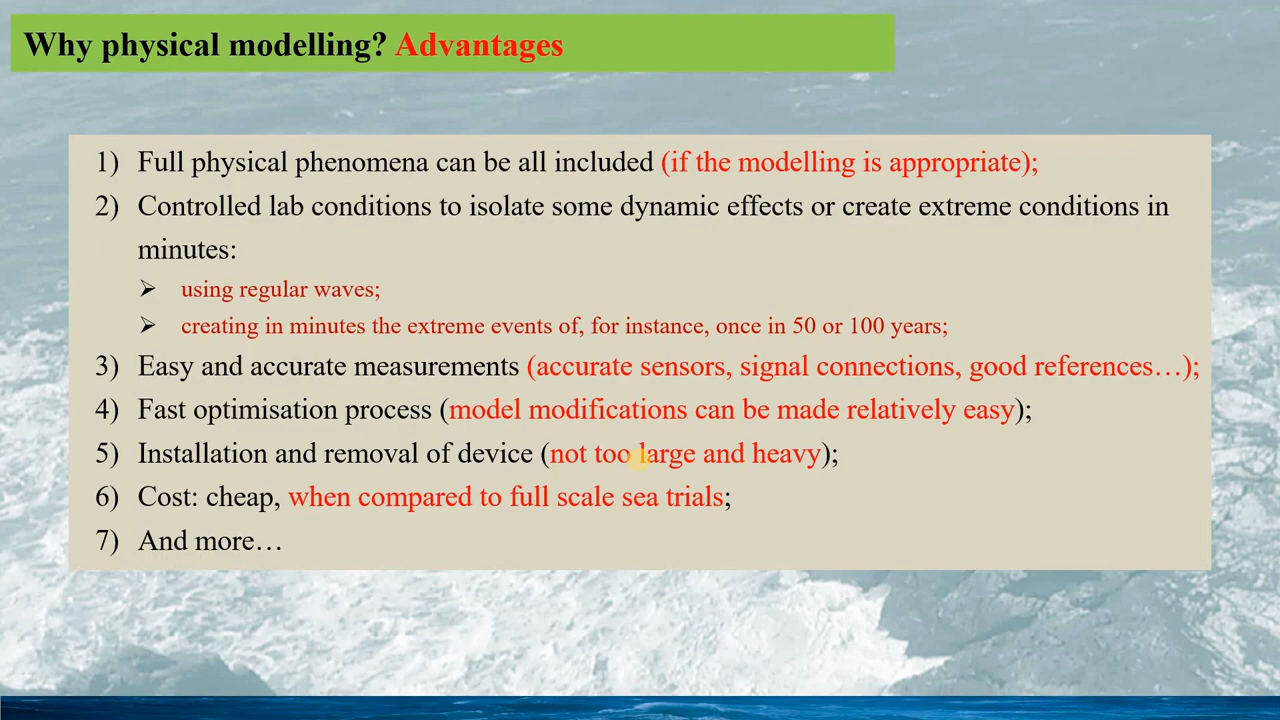 Why physical modelling? Advantages
1) Full physical phenomena can be all included (if the modelling is appropriate);
2) Controlled lab conditions to isolate some dynamic effects or create extreme conditions in
minutes:
➢ using regular waves;
➢ creating in minutes the extreme events of, for instance, once in 50 or 100 years;
3) Easy and accurate measurements (accurate sensors, signal connections, good references…);
4) Fast optimisation process (model modifications can be made relatively easy);
5) Installation and removal of device (not too large and heavy);
6) Cost: cheap, when compared to full scale sea trials;
7) And more…